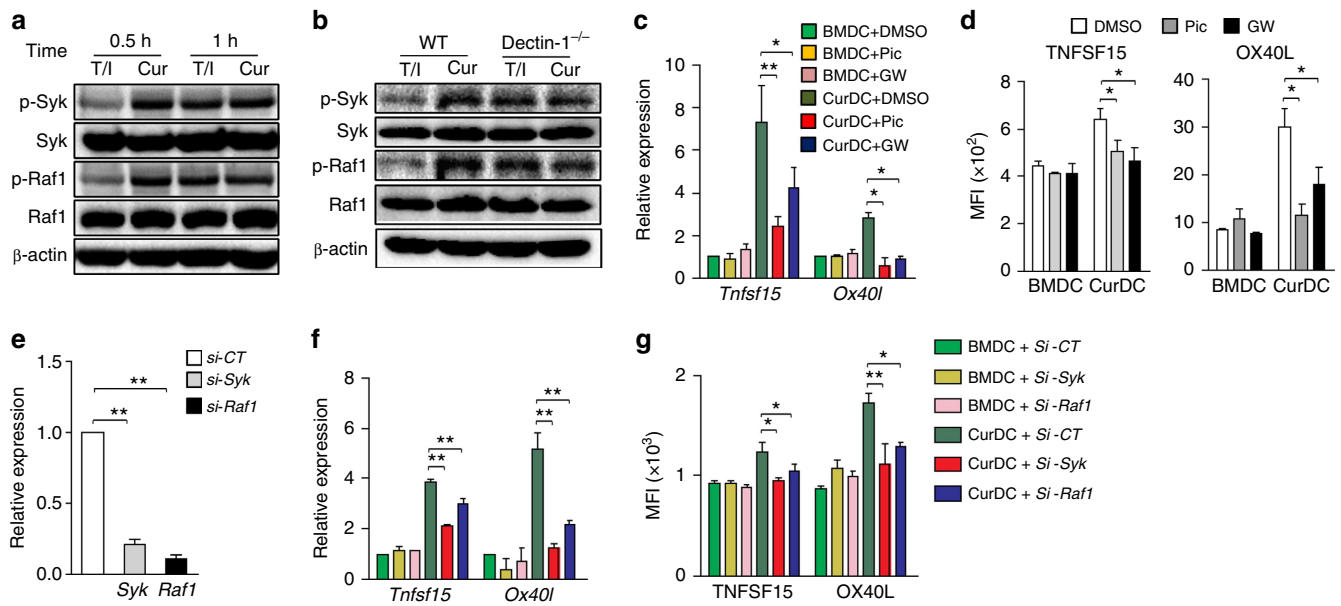 a
Time
0.5 h
1 h
T/I
Cur
T/I
Cur
p-Syk
Syk
p-Raf1
Raf1
β-actin
b
WT
Dectin-1⁻/⁻
T/I
Cur
T/I
Cur
p-Syk
Syk
p-Raf1
Raf1
β-actin
c
Relative expression
10
8
6
4
2
0
*
**
*
*
Tnfsf15
Ox40l
BMDC+DMSO
BMDC+Pic
BMDC+GW
CurDC+DMSO
CurDC+Pic
CurDC+GW
d
DMSO
Pic
GW
TNFSF15
MFI (×10²)
8
6
4
2
0
*
*
BMDC
CurDC
OX40L
40
30
20
10
0
*
*
BMDC
CurDC
e
Relative expression
1.5
1.0
0.5
0.0
**
**
Syk
Raf1
si-CT
si-Syk
si-Raf1
f
Relative expression
8
6
4
2
0
**
**
**
**
Tnfsf15
Ox40l
g
MFI (×10³)
2
1
0
*
*
*
**
TNFSF15
OX40L
BMDC + Si-CT
BMDC + Si-Syk
BMDC + Si-Raf1
CurDC + Si-CT
CurDC + Si-Syk
CurDC + Si-Raf1